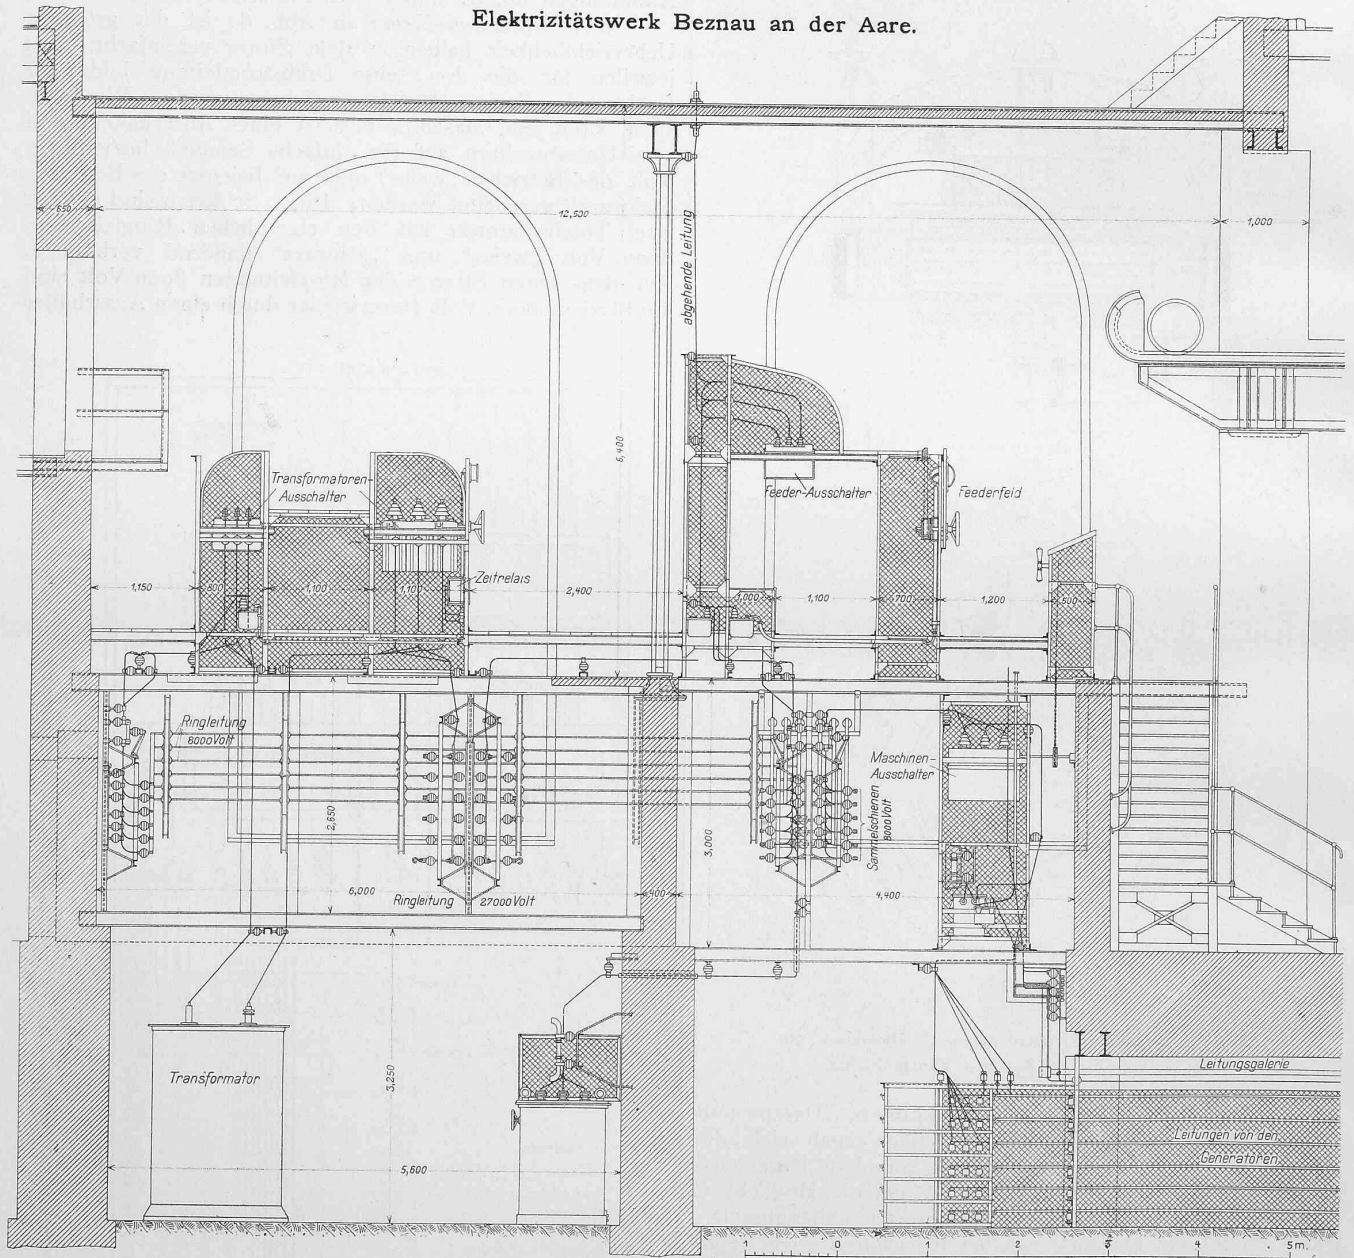 Elektrizitätswerk Beznau an der Aare.
650
12,500
1,000
abgehende Leitung
6,400
Transformatoren-
Ausschalter
Feeder-Ausschalter
Feederfeld
Zeitrelais
1,150
800
1,100
1,100
2,400
1,000
1,100
700
1,200
500
Ringleitung
8000 Volt
Maschinen-
Ausschalter
2,650
3,000
Sammelschienen
8000 Volt
6,000
Ringleitung
27000 Volt
400
4,400
Transformator
3,250
Leitungsgalerie
Leitungen von den
Generatoren
5,600
1 0 1 2 3 4 5 m.